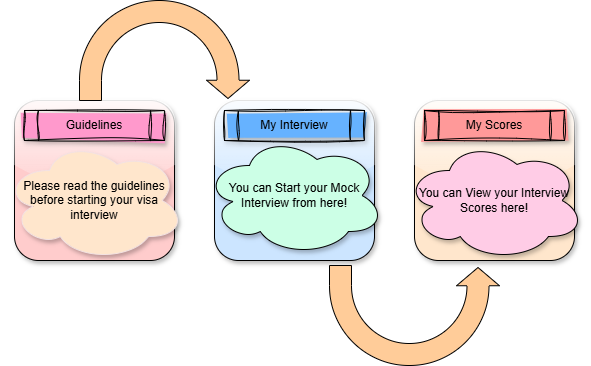 Guidelines
Please read the guidelines
before starting your visa
interview
My Interview
You can Start your Mock
Interview from here!
My Scores
You can View your Interview
Scores here!